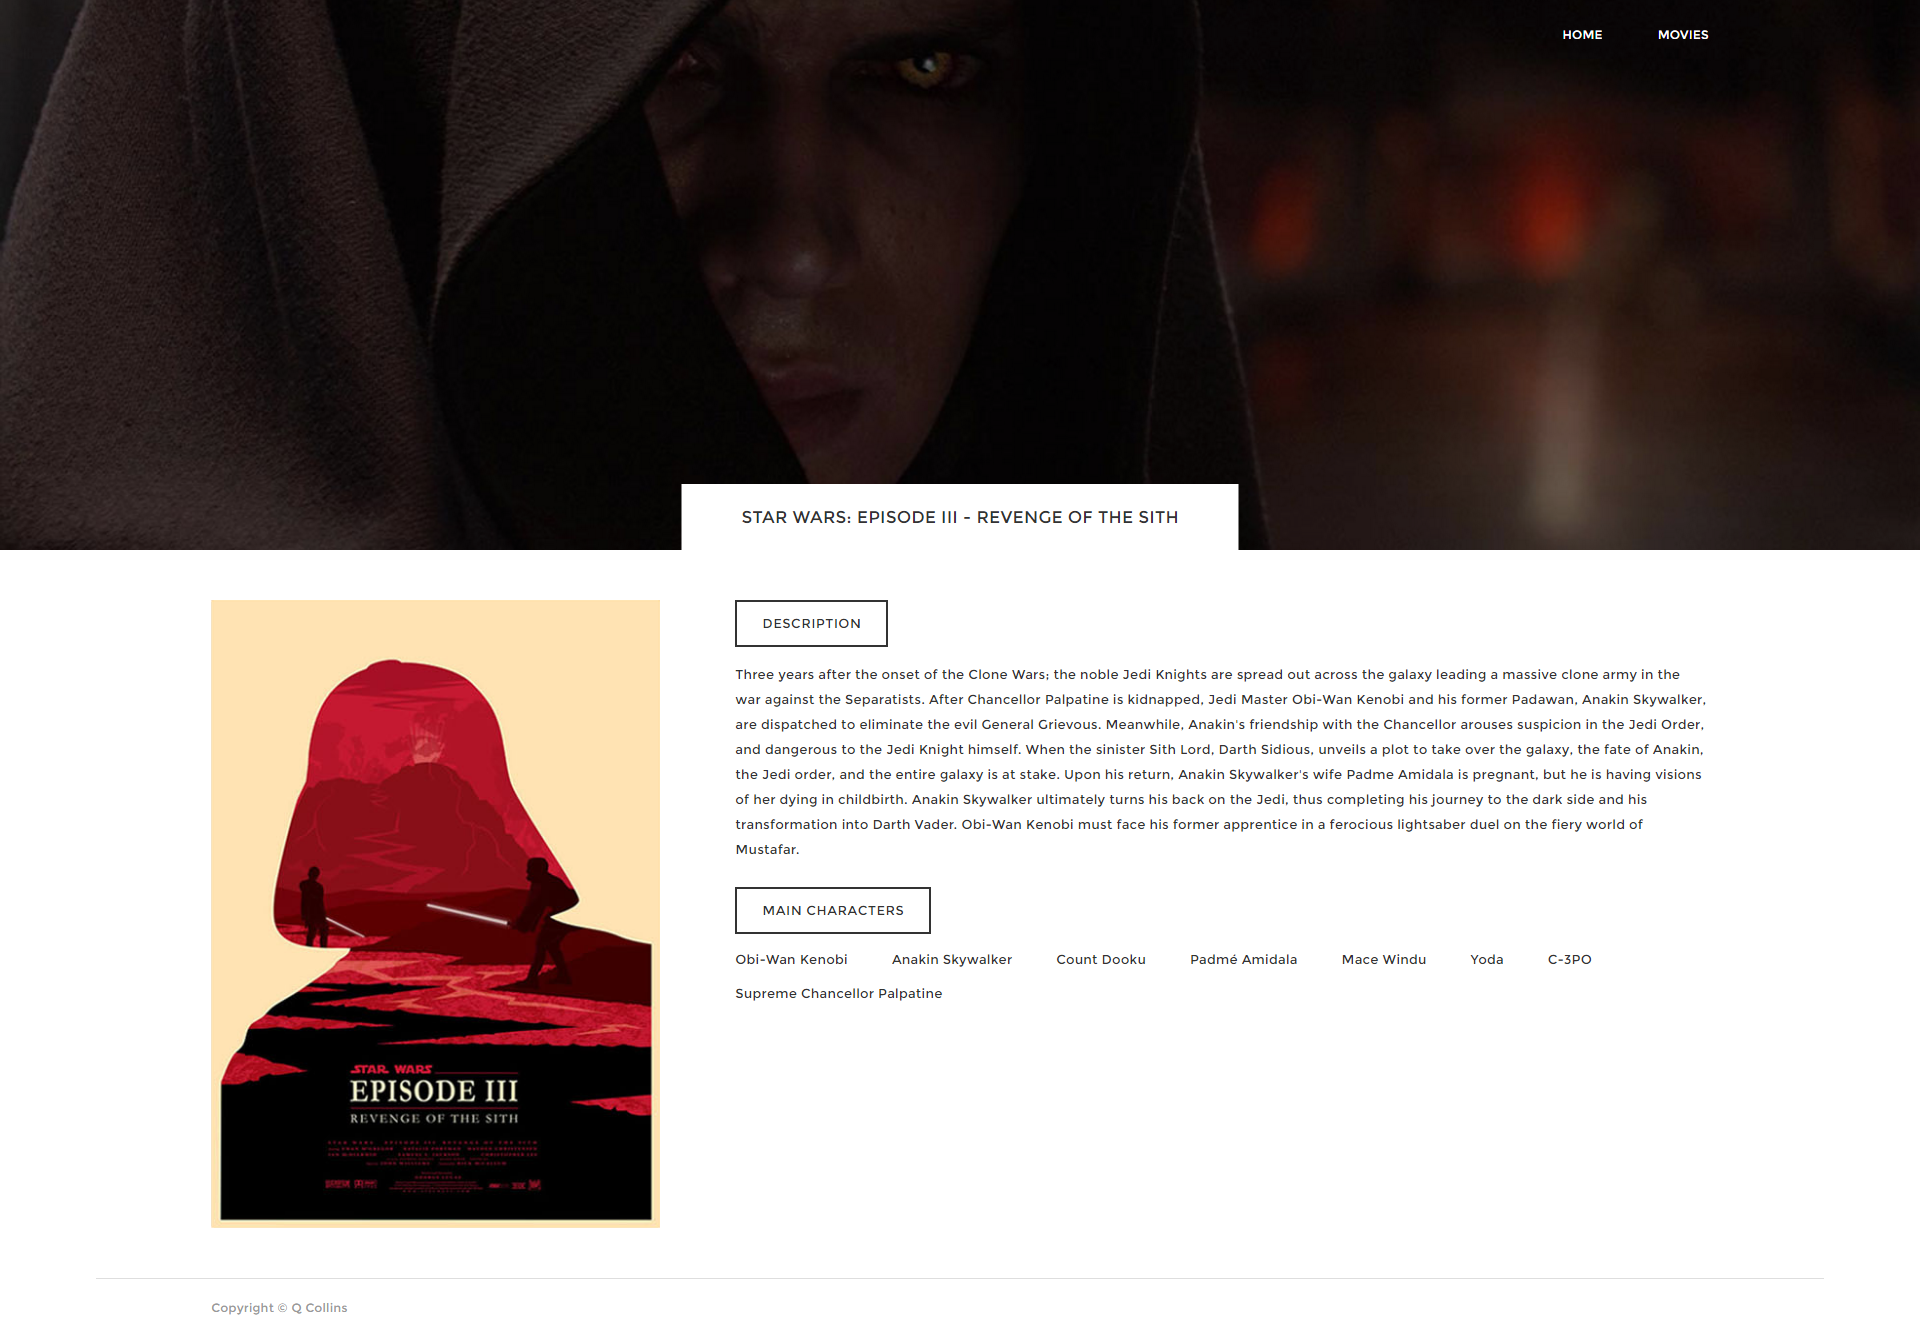 HOME MOVIES
STAR WARS: EPISODE III - REVENGE OF THE SITH
DESCRIPTION
Three years after the onset of the Clone Wars; the noble Jedi Knights are spread out across the galaxy leading a massive clone army in the
war against the Separatists. After Chancellor Palpatine is kidnapped, Jedi Master Obi-Wan Kenobi and his former Padawan, Anakin Skywalker,
are dispatched to eliminate the evil General Grievous. Meanwhile, Anakin's friendship with the Chancellor arouses suspicion in the Jedi Order,
and dangerous to the Jedi Knight himself. When the sinister Sith Lord, Darth Sidious, unveils a plot to take over the galaxy, the fate of Anakin,
the Jedi order, and the entire galaxy is at stake. Upon his return, Anakin Skywalker's wife Padme Amidala is pregnant, but he is having visions
of her dying in childbirth. Anakin Skywalker ultimately turns his back on the Jedi, thus completing his journey to the dark side and his
transformation into Darth Vader. Obi-Wan Kenobi must face his former apprentice in a ferocious lightsaber duel on the fiery world of
Mustafar.
MAIN CHARACTERS
Obi-Wan Kenobi Anakin Skywalker Count Dooku Padmé Amidala Mace Windu Yoda C-3PO
Supreme Chancellor Palpatine
STAR WARS
EPISODE III
REVENGE OF THE SITH
STAR WARS EPISODE III REVENGE OF THE SITH
Copyright © Q Collins